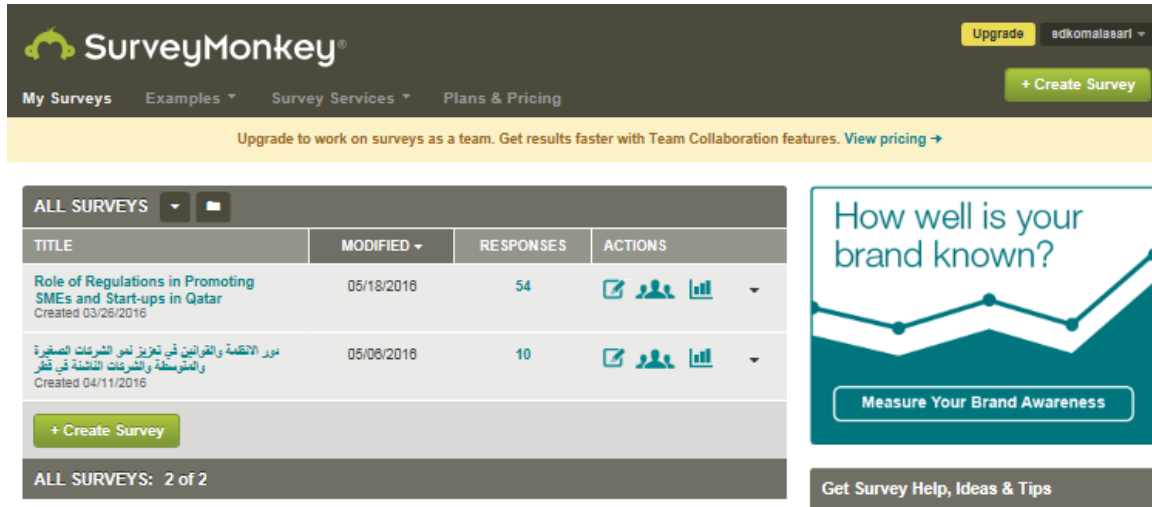 SurveyMonkey®
Upgrade
edkomalasari
+ Create Survey
My Surveys
Examples
Survey Services
Plans & Pricing
Upgrade to work on surveys as a team. Get results faster with Team Collaboration features. View pricing →
ALL SURVEYS
TITLE
MODIFIED
RESPONSES
ACTIONS
Role of Regulations in Promoting
SMEs and Start-ups in Qatar
Created 03/26/2016
05/18/2016
54
دور الانظمة والقوانين في تعزيز نمو الشركات الصغيرة
والمتوسطة والشركات الناشئة في قطر
Created 04/11/2016
05/06/2016
10
+ Create Survey
ALL SURVEYS: 2 of 2
How well is your
brand known?
Measure Your Brand Awareness
Get Survey Help, Ideas & Tips